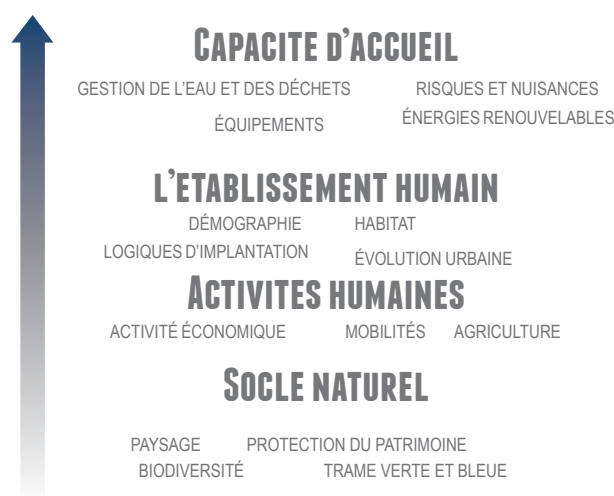 CAPACITE D'ACCUEIL
GESTION DE L'EAU ET DES DÉCHETS RISQUES ET NUISANCES
ÉQUIPEMENTS ÉNERGIES RENOUVELABLES
L'ETABLISSEMENT HUMAIN
DÉMOGRAPHIE HABITAT
LOGIQUES D'IMPLANTATION ÉVOLUTION URBAINE
ACTIVITES HUMAINES
ACTIVITÉ ÉCONOMIQUE MOBILITÉS AGRICULTURE
SOCLE NATUREL
PAYSAGE PROTECTION DU PATRIMOINE
BIODIVERSITÉ TRAME VERTE ET BLEUE